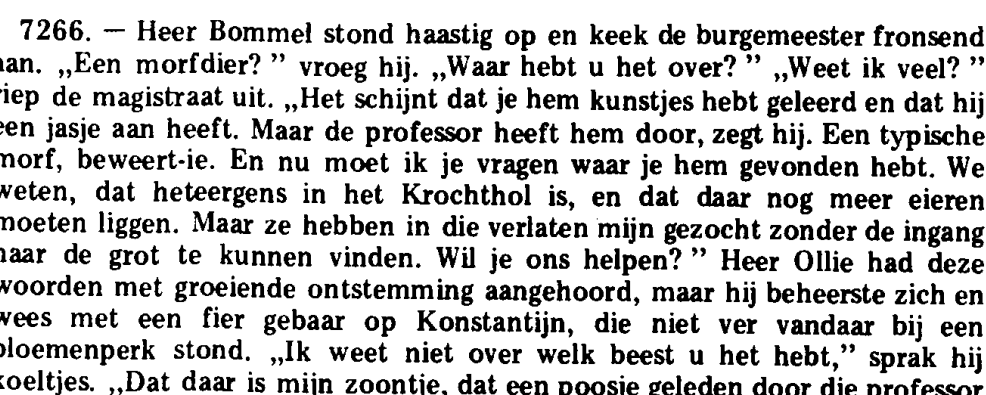 7266. — Heer Bommel stond haastig op en keek de burgemeester fronsend
aan. „Een morfdier? ” vroeg hij. „Waar hebt u het over? ” „Weet ik veel? ”
riep de magistraat uit. „Het schijnt dat je hem kunstjes hebt geleerd en dat hij
een jasje aan heeft. Maar de professor heeft hem door, zegt hij. Een typische
morf, beweert-ie. En nu moet ik je vragen waar je hem gevonden hebt. We
weten, dat heteergens in het Krochthol is, en dat daar nog meer eieren
moeten liggen. Maar ze hebben in die verlaten mijn gezocht zonder de ingang
naar de grot te kunnen vinden. Wil je ons helpen? ” Heer Ollie had deze
woorden met groeiende ontstemming aangehoord, maar hij beheerste zich en
wees met een fier gebaar op Konstantijn, die niet ver vandaar bij een
bloemenperk stond. „Ik weet niet over welk beest u het hebt,” sprak hij
koeltjes. „Dat daar is mijn zoontje, dat een poosje geleden door die professor